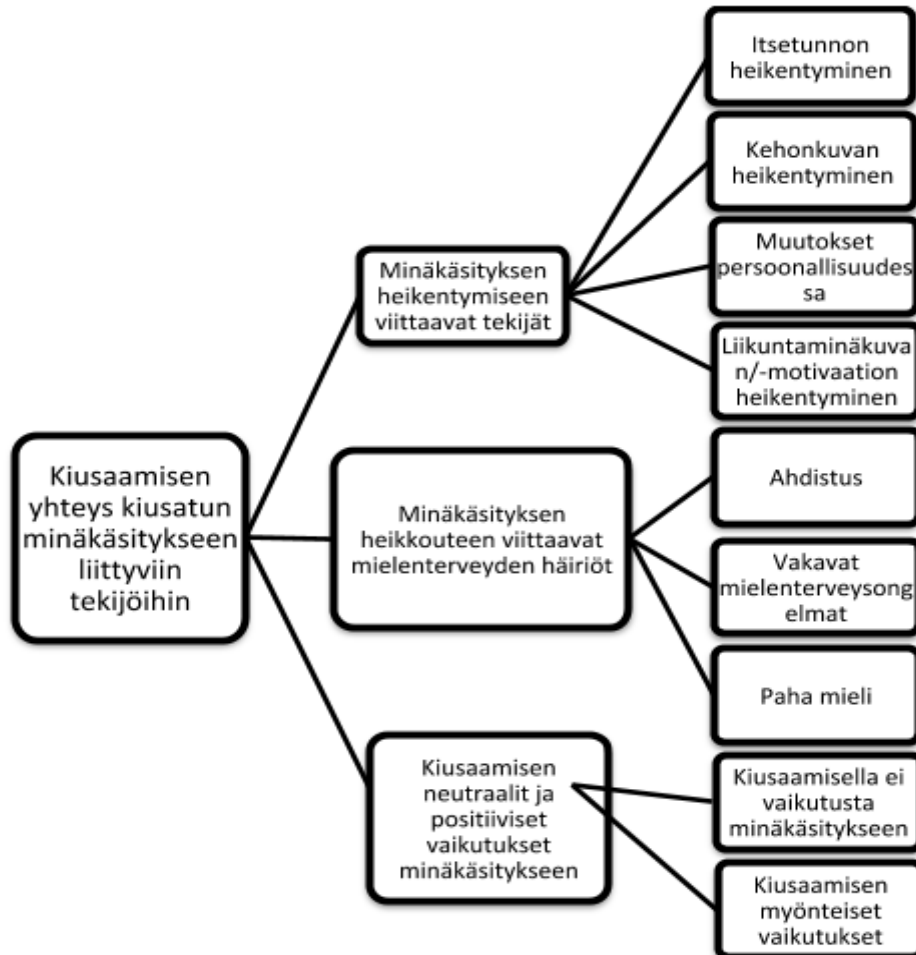 Kiusaamisen
yhteys kiusatun
minäkäsitykseen
liittyviin
tekijöihin
Minäkäsityksen
heikentymiseen
viittaavat tekijät
Itsetunnon
heikentyminen
Kehonkuvan
heikentyminen
Muutokset
persoonallisuudes
sa
Liikuntaminäkuva
n/-motivaation
heikentyminen
Minäkäsityksen
heikkouteen viittaavat
mielenterveyden häiriöt
Ahdistus
Vakavat
mielenterveysong
elmat
Paha mieli
Kiusaamisen
neutraalit ja
positiiviset
vaikutukset
minäkäsitykseen
Kiusaamisella ei
vaikutusta
minäkäsitykseen
Kiusaamisen
myönteiset
vaikutukset